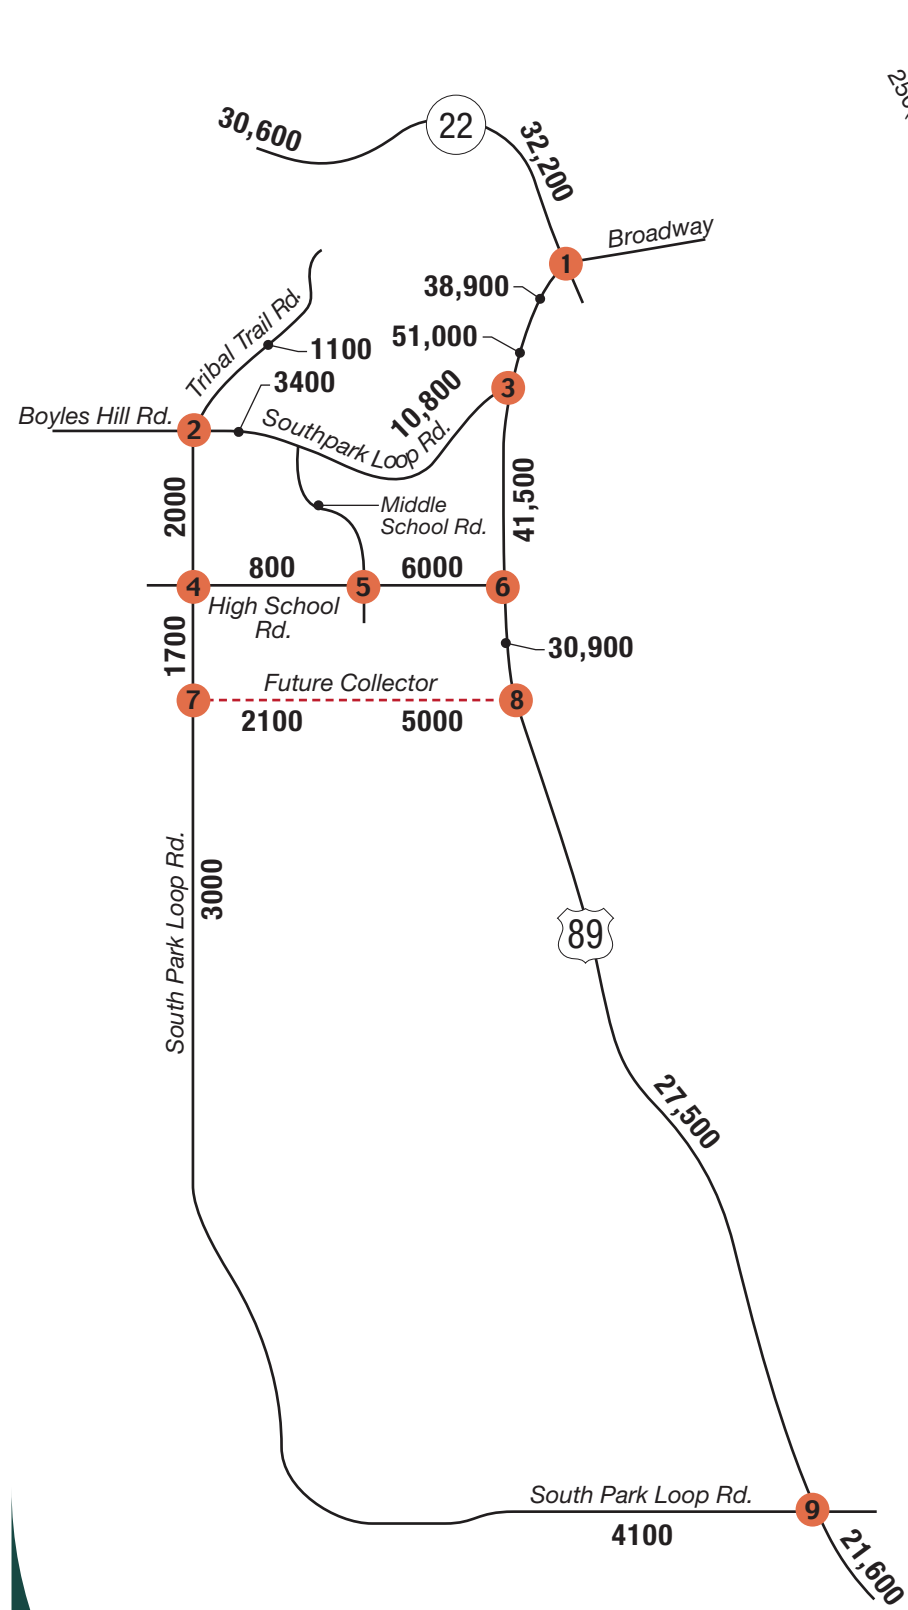 30,600
22
32,200
Broadway
1
38,900
51,000
Tribal Trail Rd.
1100
3400
3
10,800
Boyles Hill Rd.
2
Southpark Loop Rd.
2000
Middle
School Rd.
41,500
800
6000
4
5
6
High School
Rd.
1700
30,900
Future Collector
7
8
2100
5000
South Park Loop Rd.
3000
89
27,500
South Park Loop Rd.
9
4100
21,600